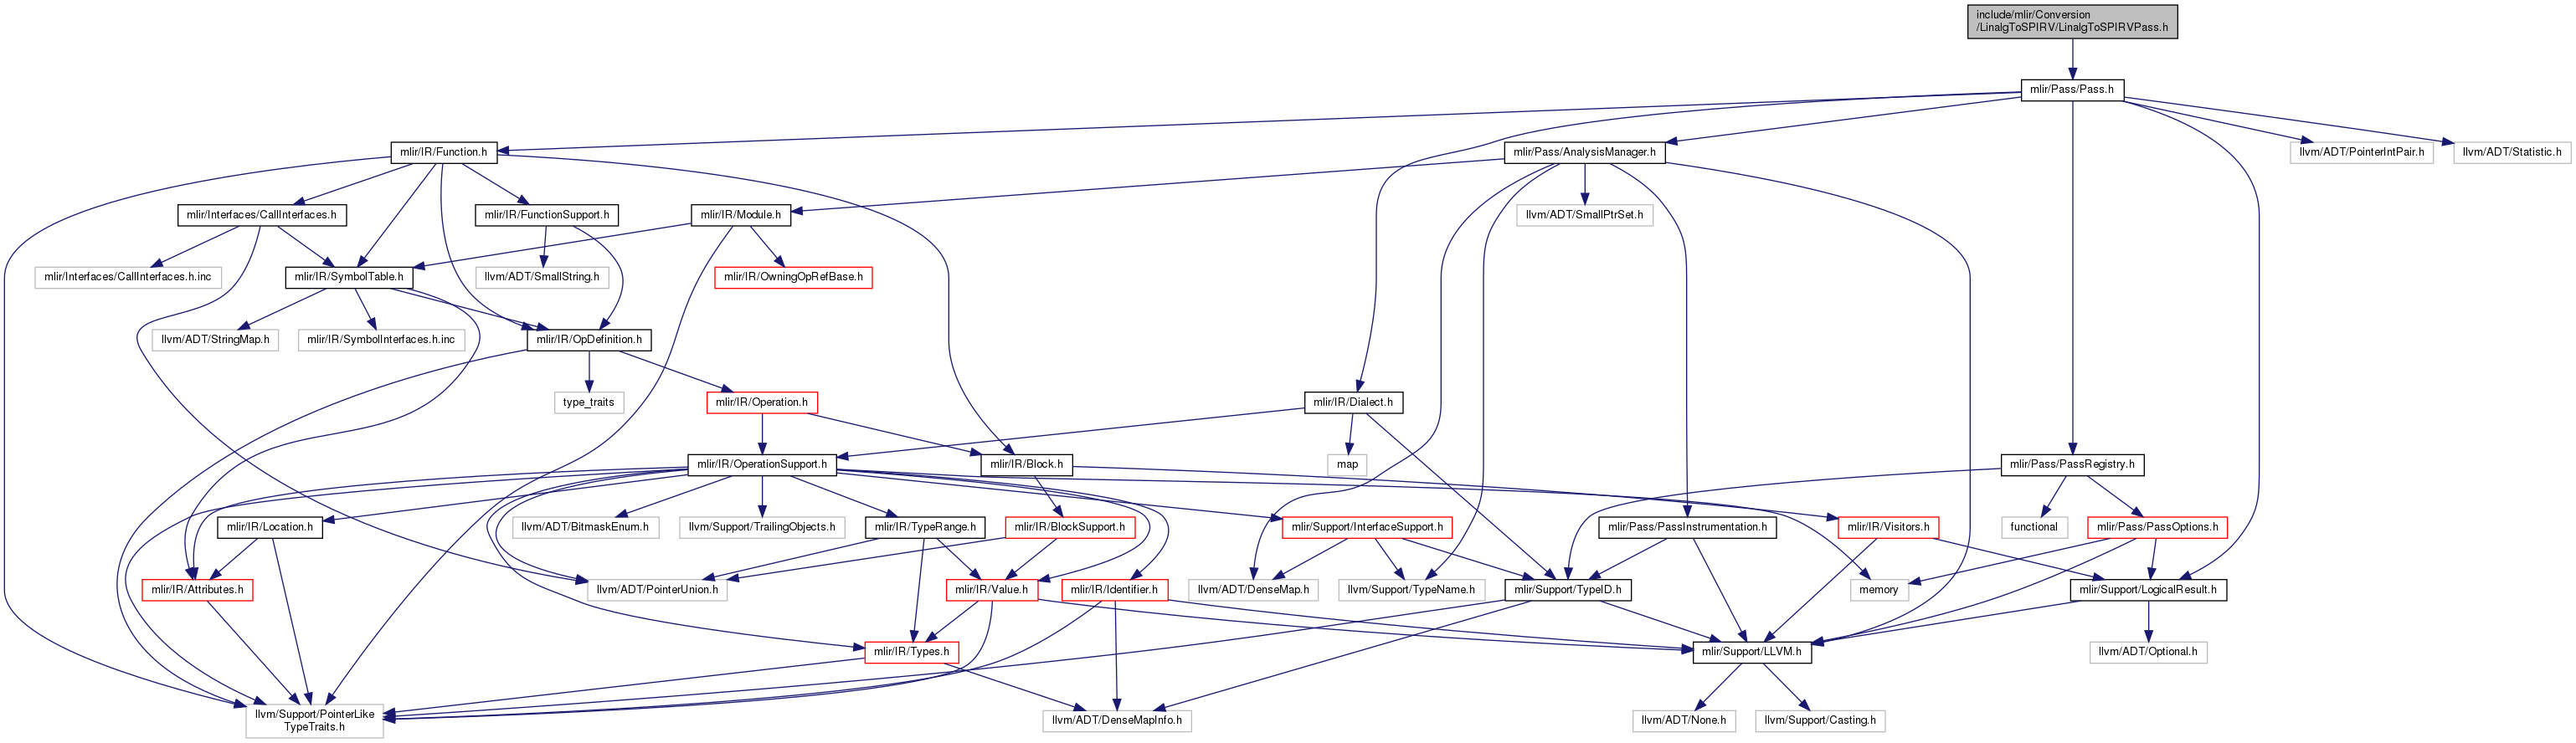 include/mlir/Conversion
/LinalgToSPIRV/LinalgToSPIRVPass.h
mlir/Pass/Pass.h
mlir/IR/Function.h
mlir/Pass/AnalysisManager.h
llvm/ADT/PointerIntPair.h
llvm/ADT/Statistic.h
mlir/Interfaces/CallInterfaces.h
mlir/IR/FunctionSupport.h
mlir/IR/Module.h
llvm/ADT/SmallPtrSet.h
mlir/Interfaces/CallInterfaces.h.inc
mlir/IR/SymbolTable.h
llvm/ADT/SmallString.h
mlir/IR/OwningOpRefBase.h
llvm/ADT/StringMap.h
mlir/IR/SymbolInterfaces.h.inc
mlir/IR/OpDefinition.h
type_traits
mlir/IR/Operation.h
mlir/IR/Dialect.h
mlir/IR/OperationSupport.h
mlir/IR/Block.h
map
mlir/Pass/PassRegistry.h
mlir/IR/Location.h
llvm/ADT/BitmaskEnum.h
llvm/Support/TrailingObjects.h
mlir/IR/TypeRange.h
mlir/IR/BlockSupport.h
mlir/Support/InterfaceSupport.h
mlir/Pass/PassInstrumentation.h
mlir/IR/Visitors.h
functional
mlir/Pass/PassOptions.h
mlir/IR/Attributes.h
llvm/ADT/PointerUnion.h
mlir/IR/Value.h
mlir/IR/Identifier.h
llvm/ADT/DenseMap.h
llvm/Support/TypeName.h
mlir/Support/TypeID.h
memory
mlir/Support/LogicalResult.h
mlir/IR/Types.h
mlir/Support/LLVM.h
llvm/ADT/Optional.h
llvm/Support/PointerLike
TypeTraits.h
llvm/ADT/DenseMapInfo.h
llvm/ADT/None.h
llvm/Support/Casting.h